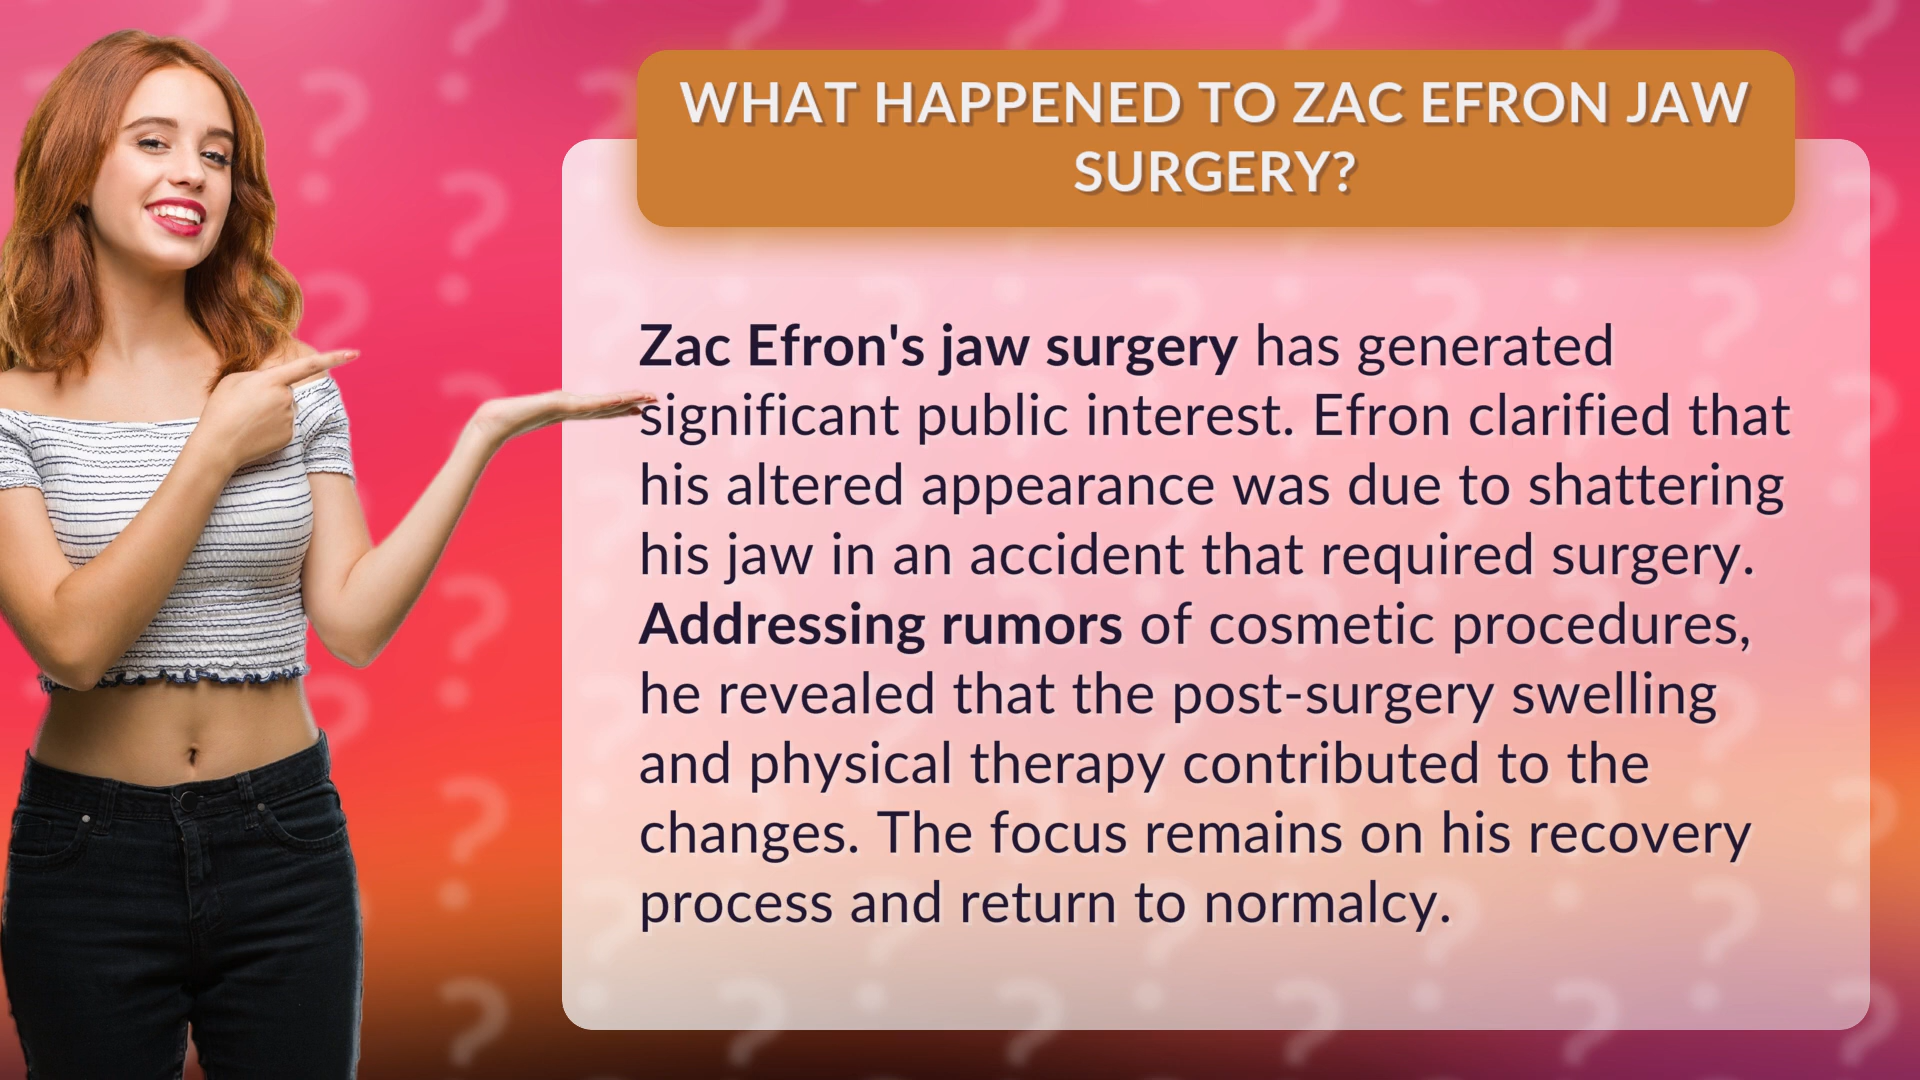 WHAT HAPPENED TO ZAC EFRON JAW
SURGERY?
Zac Efron's jaw surgery has generated
significant public interest. Efron clarified that
his altered appearance was due to shattering
his jaw in an accident that required surgery.
Addressing rumors of cosmetic procedures,
he revealed that the post-surgery swelling
and physical therapy contributed to the
changes. The focus remains on his recovery
process and return to normalcy.